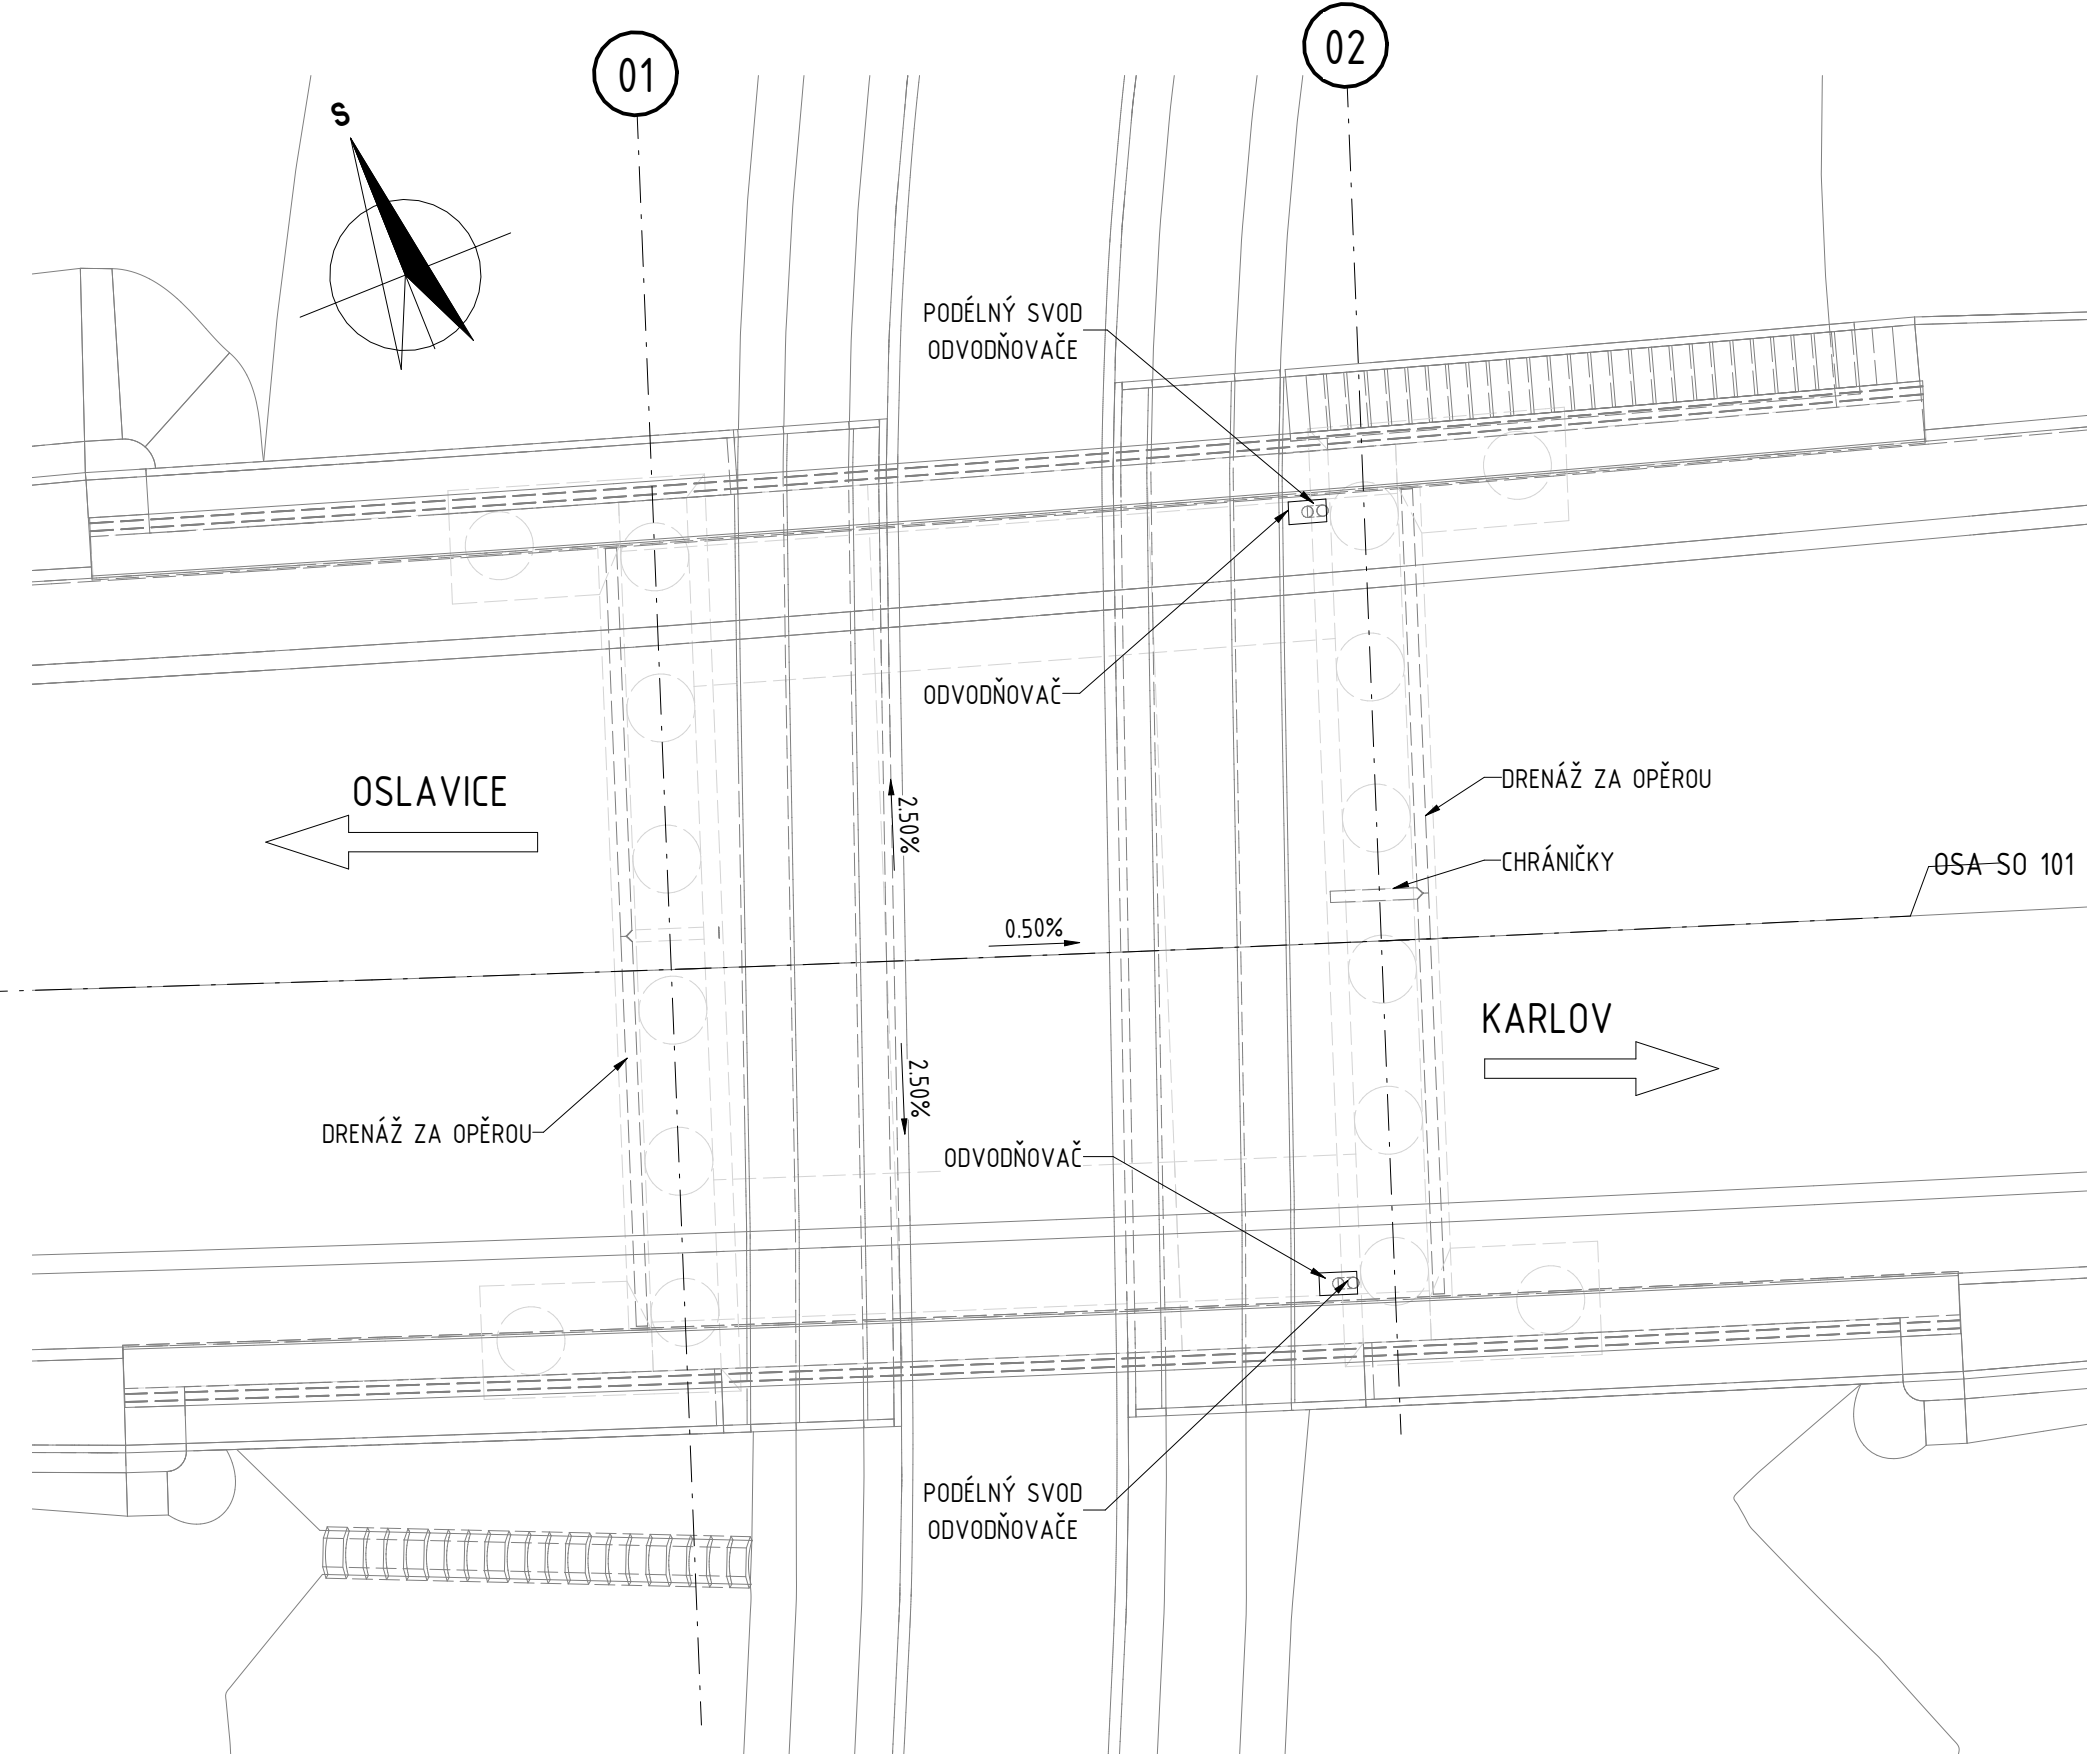 01
02
S
PODÉLNÝ SVOD
ODVODŇOVAČE
ODVODŇOVAČ
OSLAVICE
2.50%
DRENÁŽ ZA OPĚROU
CHRÁNIČKY
OSA SO 101
0.50%
KARLOV
2.50%
DRENÁŽ ZA OPĚROU
ODVODŇOVAČ
PODÉLNÝ SVOD
ODVODŇOVAČE